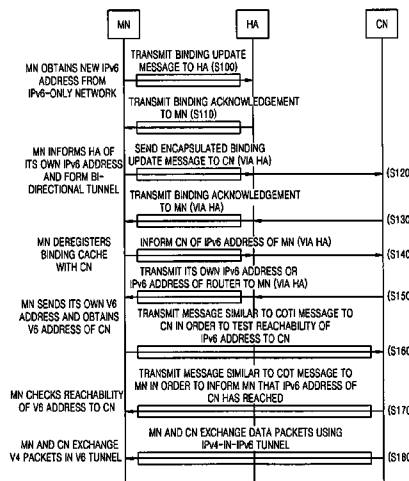 MN
HA
CN
TRANSMIT BINDING UPDATE
MESSAGE TO HA (S100)
MN OBTAINS NEW IPv6
ADDRESS FROM
IPv6-ONLY NETWORK
TRANSMIT BINDING ACKNOWLEDGEMENT
TO MN (S110)
MN INFORMS HA OF
ITS OWN IPv6 ADDRESS
AND FORM BI-
DIRECTIONAL TUNNEL
SEND ENCAPSULATED BINDING
UPDATE MESSAGE TO CN (VIA HA)
(S120
TRANSMIT BINDING ACKNOWLEDGEMENT
TO MN (VIA HA)
(S130
MN DEREGISTERS
BINDING CACHE
WITH CN
INFORM CN OF IPv6 ADDRESS OF MN (VIA HA)
(S140
TRANSMIT ITS OWN IPv6 ADDRESS OR
IPv6 ADDRESS OF ROUTER TO MN (VIA HA)
(S150
MN SENDS ITS OWN V6
ADDRESS AND OBTAINS
V6 ADDRESS OF CN
TRANSMIT MESSAGE SIMILAR TO COTI MESSAGE TO
CN IN ORDER TO TEST REACHABILITY OF
IPv6 ADDRESS TO CN
(S160
TRANSMIT MESSAGE SIMILAR TO COT MESSAGE TO
MN IN ORDER TO INFORM MN THAT IPv6 ADDRESS OF
CN HAS REACHED
(S170
MN CHECKS REACHABILITY
OF V6 ADDRESS TO CN
MN AND CN EXCHANGE DATA PACKETS USING
IPv4-IN-IPv6 TUNNEL
(S180
MN AND CN EXCHANGE
V4 PACKETS IN V6 TUNNEL